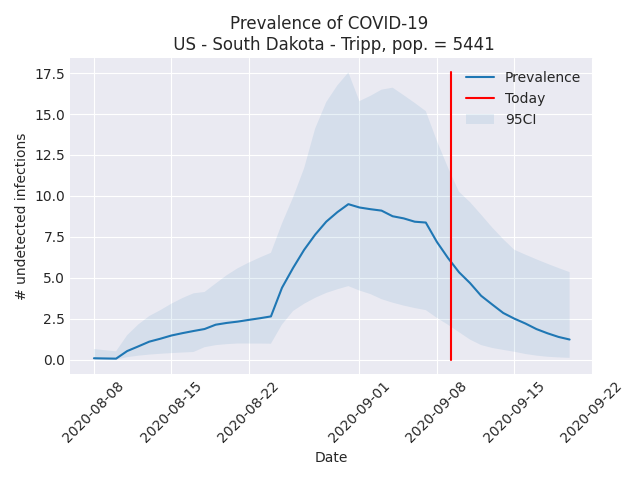 Prevalence of COVID-19
US - South Dakota - Tripp, pop. = 5441
17.5
15.0
12.5
10.0
7.5
5.0
2.5
0.0
# undetected infections
Prevalence
Today
95CI
2020-08-08
2020-08-15
2020-08-22
2020-09-01
2020-09-08
2020-09-15
2020-09-22
Date